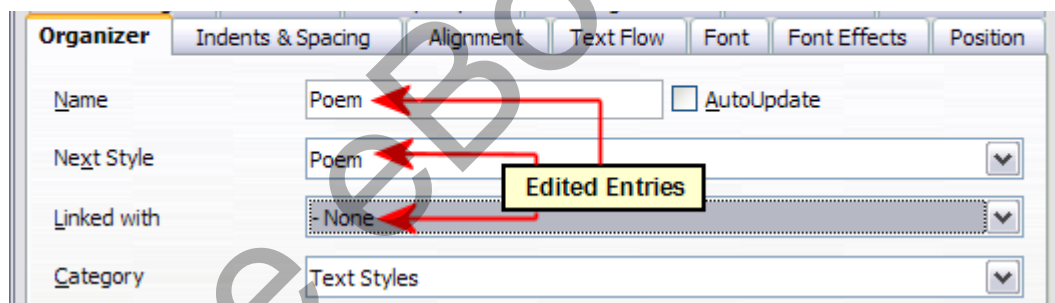 Organizer Indents & Spacing Alignment Text Flow Font Font Effects Position
Name Poem AutoUpdate
Next Style Poem
Edited Entries
Linked with - None -
Category Text Styles